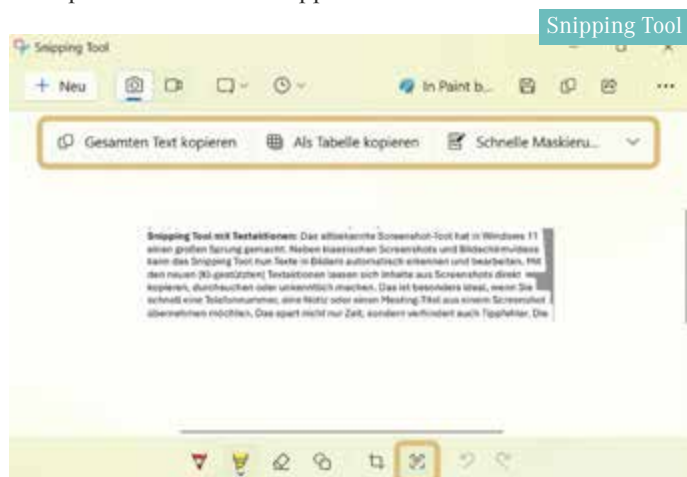 Snipping Tool
Snipping Tool
Neu
In Paint b...
Gesamten Text kopieren
Als Tabelle kopieren
Schnelle Maskieru...
Snipping Tool mit Textaktionen: Das altbekannte Screenshot-Tool hat in Windows 11
einen großen Sprung gemacht. Neben klassischen Screenshots und Bildschirmvideos
kann das Snipping Tool nun Texte in Bildern automatisch erkennen und bearbeiten. Mit
den neuen (KI-gestützten) Textaktionen lassen sich Inhalte aus Screenshots direkt
kopieren, durchsuchen oder unkenntlich machen. Das ist besonders ideal, wenn Sie
schnell eine Telefonnummer, eine Notiz oder einen Meeting-Titel aus einem Screenshot
übernehmen möchten. Das spart nicht nur Zeit, sondern verhindert auch Tippfehler. Die